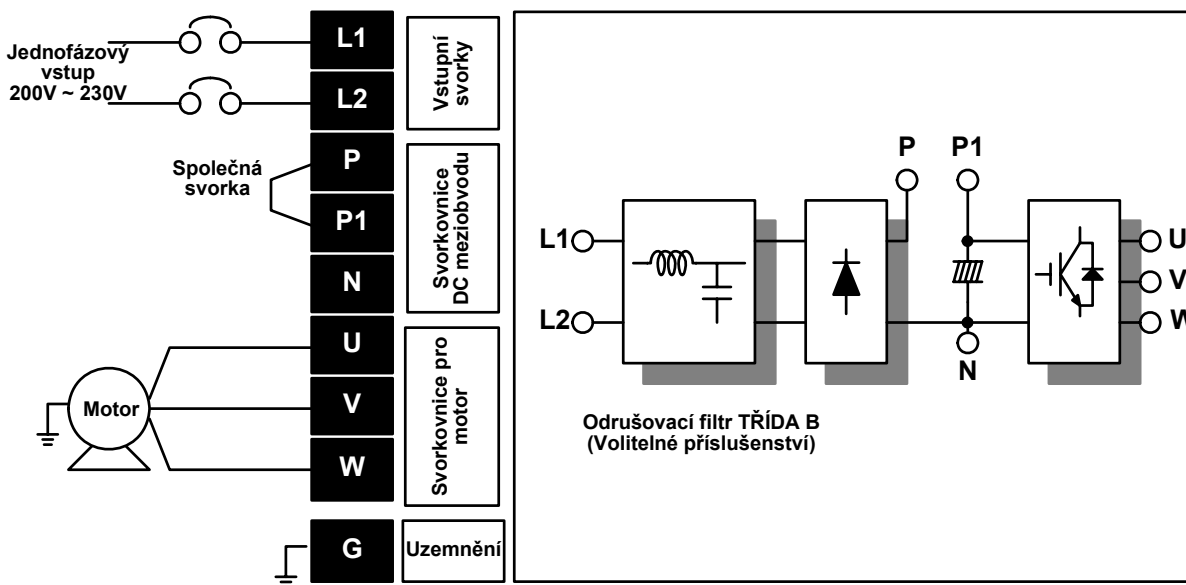 Jednofázový
vstup
200V ~ 230V
L1
L2
P
P1
N
U
V
W
G
Společná
svorka
Motor
Vstupní
svorky
Svorkovnice
DC meziobvodu
Svorkovnice pro
motor
Uzemnění
P
P1
L1
L2
N
U
V
W
Odrušovací filtr TŘÍDA B
(Volitelné příslušenství)